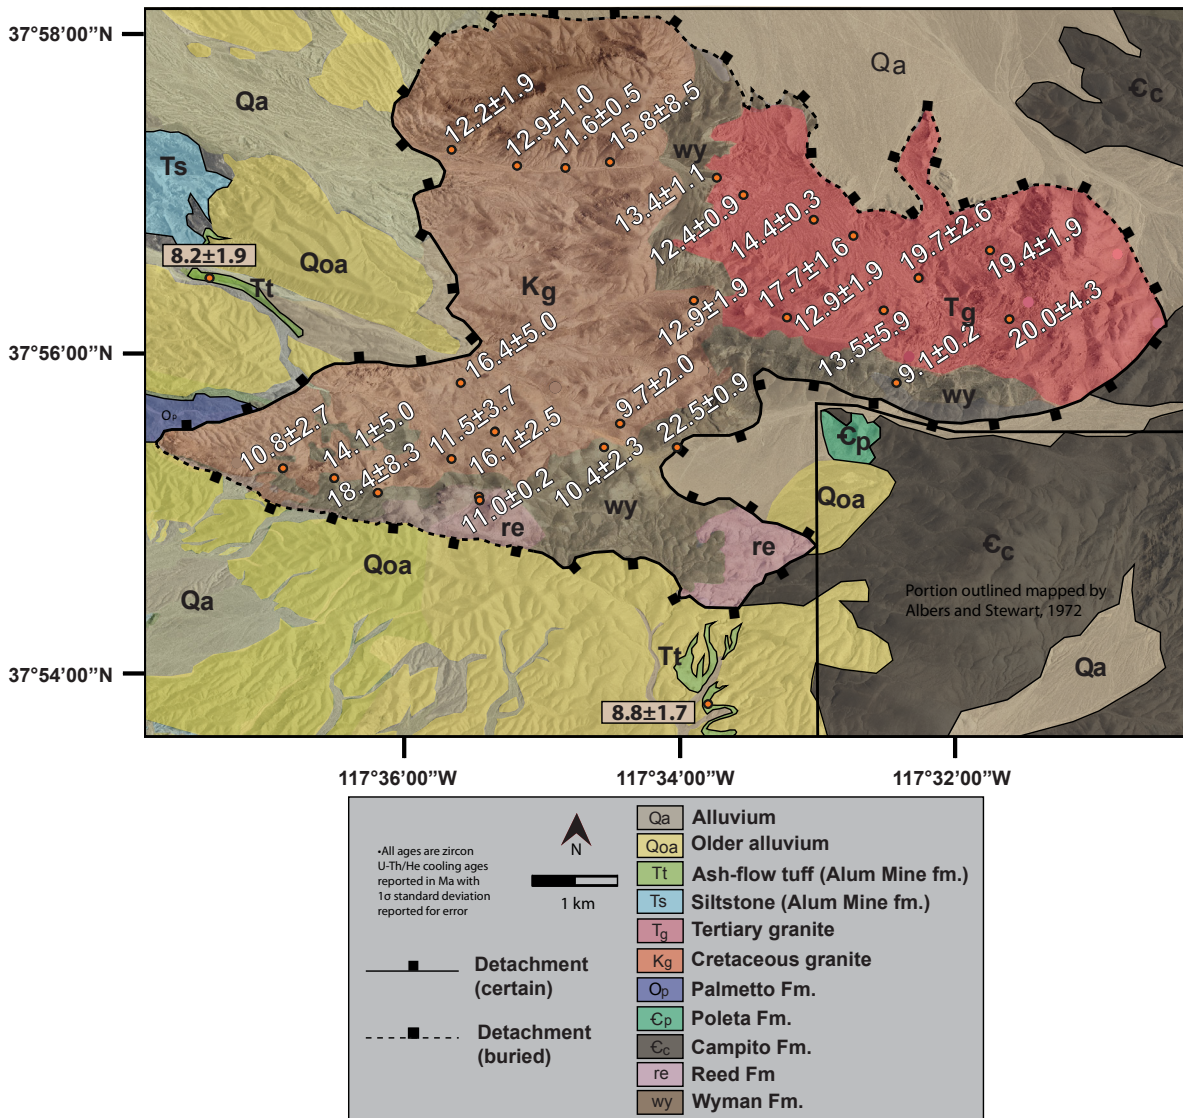 37°58’00”N
37°56’00”N
37°54’00”N
Qa
Qa
Ꞓc
12.2±1.9
12.9±1.0
11.6±0.5
15.8±8.5
wy
Ts
13.4±1.1
12.4±0.9
14.4±0.3
17.7±1.6
19.7±2.6
19.4±1.9
8.2±1.9
Tt
Qoa
Kg
12.9±1.9
12.9±1.9
13.5±5.9
Tg
20.0±4.3
9.1±0.2
wy
16.4±5.0
9.7±2.0
22.5±0.9
Op
10.8±2.7
14.1±5.0
18.4±8.3
11.5±3.7
16.1±2.5
11.0±0.2
10.4±2.3
Ꞓp
Qoa
wy
re
re
Ꞓc
Qoa
Qa
Portion outlined mapped by
Albers and Stewart, 1972
Tt
Qa
8.8±1.7
117°36’00”W
117°34’00”W
117°32’00”W
•All ages are zircon
U-Th/He cooling ages
reported in Ma with
1σ standard deviation
reported for error
N
1 km
Detachment
(certain)
Detachment
(buried)
Qa Alluvium
Qoa Older alluvium
Tt Ash-flow tuff (Alum Mine fm.)
Ts Siltstone (Alum Mine fm.)
Tg Tertiary granite
Kg Cretaceous granite
Op Palmetto Fm.
Ꞓp Poleta Fm.
Ꞓc Campito Fm.
re Reed Fm
wy Wyman Fm.